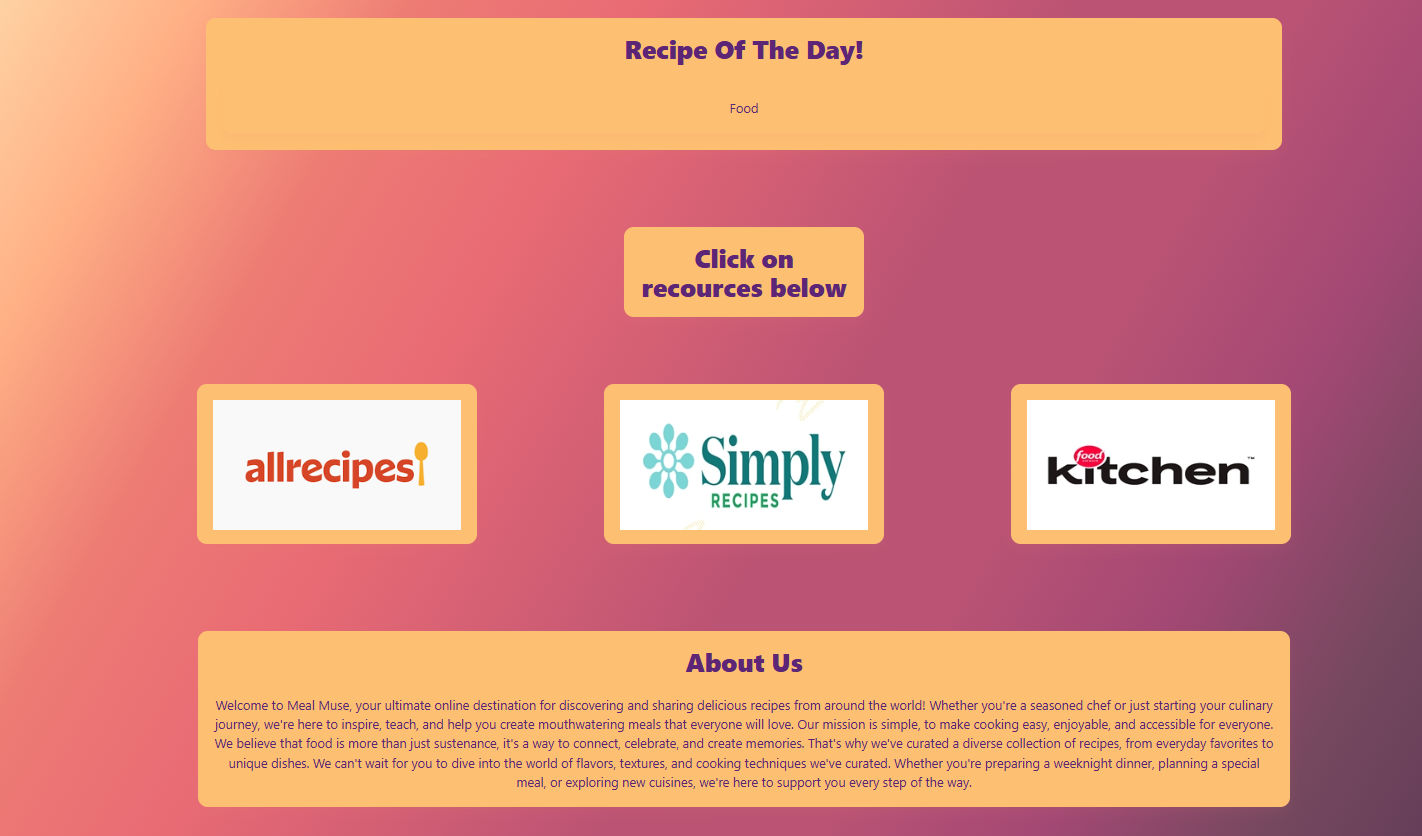 Recipe Of The Day!
Food
Click on
recources below
allrecipes
Simply
RECIPES
food
kitchen™
About Us
Welcome to Meal Muse, your ultimate online destination for discovering and sharing delicious recipes from around the world! Whether you're a seasoned chef or just starting your culinary
journey, we're here to inspire, teach, and help you create mouthwatering meals that everyone will love. Our mission is simple, to make cooking easy, enjoyable, and accessible for everyone.
We believe that food is more than just sustenance, it's a way to connect, celebrate, and create memories. That's why we've curated a diverse collection of recipes, from everyday favorites to
unique dishes. We can't wait for you to dive into the world of flavors, textures, and cooking techniques we've curated. Whether you're preparing a weeknight dinner, planning a special
meal, or exploring new cuisines, we're here to support you every step of the way.